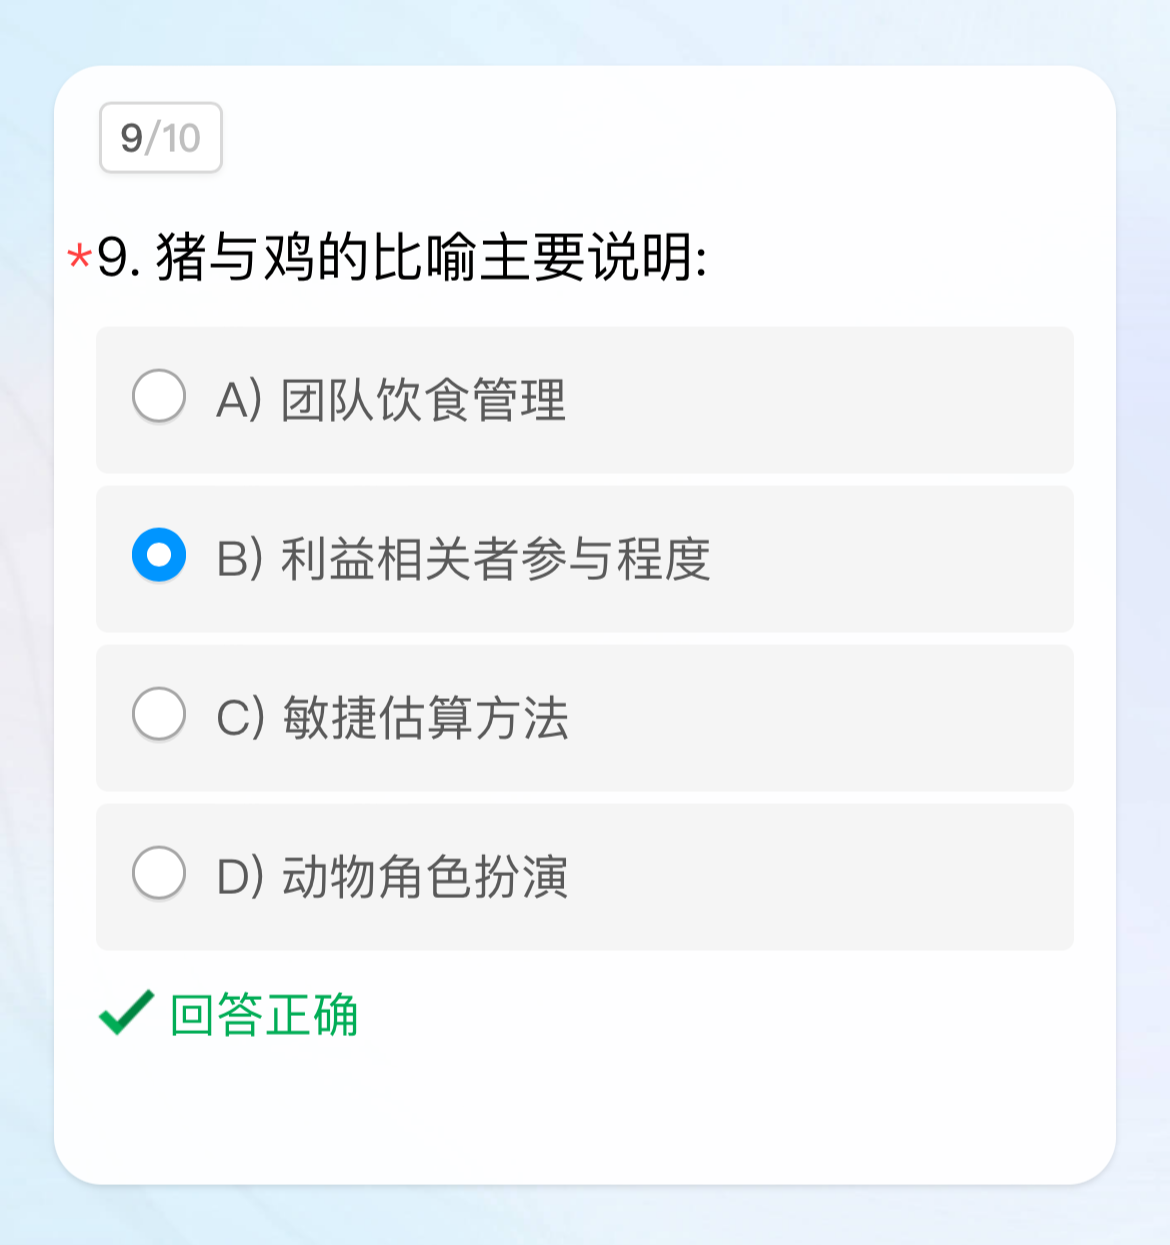 9/10
*9. 猪与鸡的比喻主要说明:
A) 团队饮食管理
B) 利益相关者参与程度
C) 敏捷估算方法
D) 动物角色扮演
回答正确